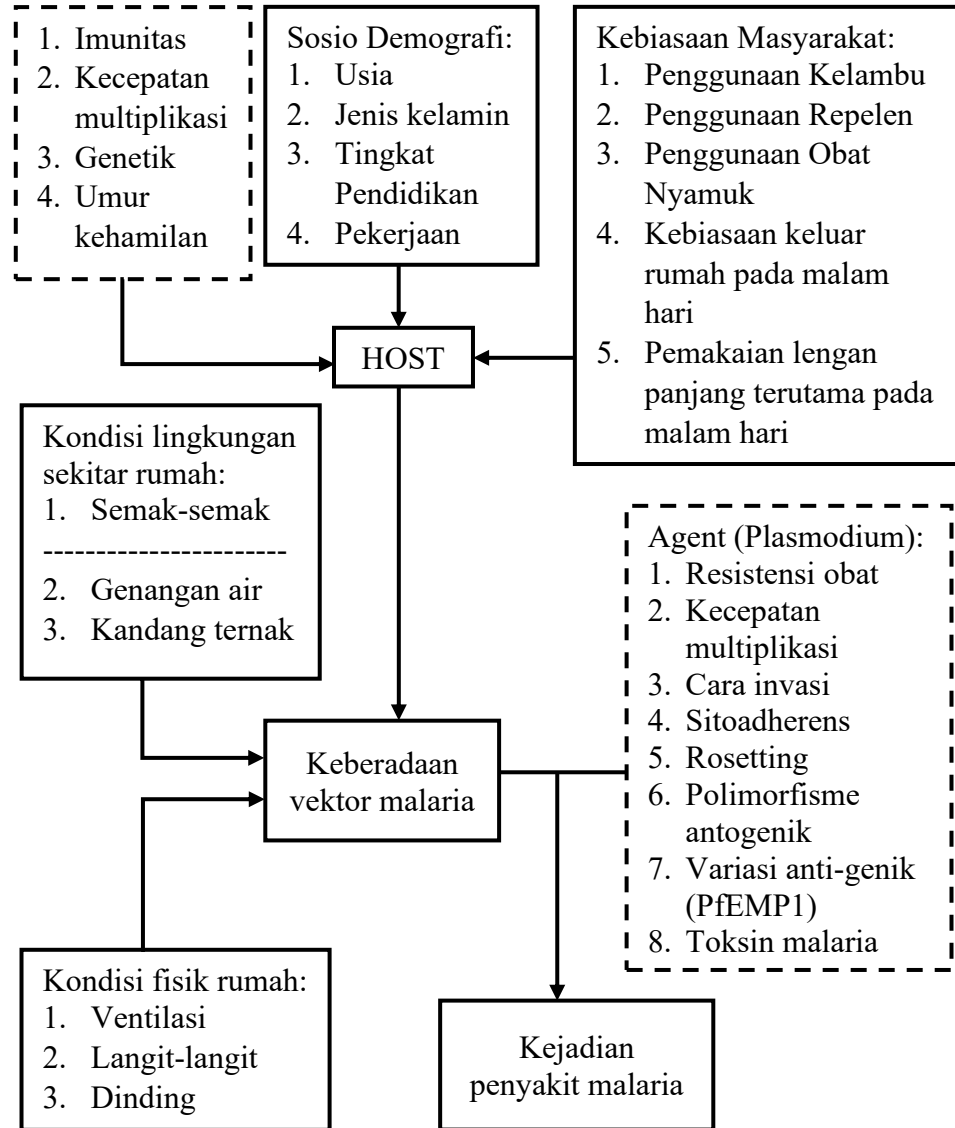 1. Imunitas
2. Kecepatan
multiplikasi
3. Genetik
4. Umur
kehamilan
Sosio Demografi:
1. Usia
2. Jenis kelamin
3. Tingkat
Pendidikan
4. Pekerjaan
Kebiasaan Masyarakat:
1. Penggunaan Kelambu
2. Penggunaan Repelen
3. Penggunaan Obat
Nyamuk
4. Kebiasaan keluar
rumah pada malam
hari
5. Pemakaian lengan
panjang terutama pada
malam hari
HOST
Kondisi lingkungan
sekitar rumah:
1. Semak-semak
-----------------------
2. Genangan air
3. Kandang ternak
Agent (Plasmodium):
1. Resistensi obat
2. Kecepatan
multiplikasi
3. Cara invasi
4. Sitoadherens
5. Rosetting
6. Polimorfisme
antogenik
7. Variasi anti-genik
(PfEMP1)
8. Toksin malaria
Keberadaan
vektor malaria
Kondisi fisik rumah:
1. Ventilasi
2. Langit-langit
3. Dinding
Kejadian
penyakit malaria